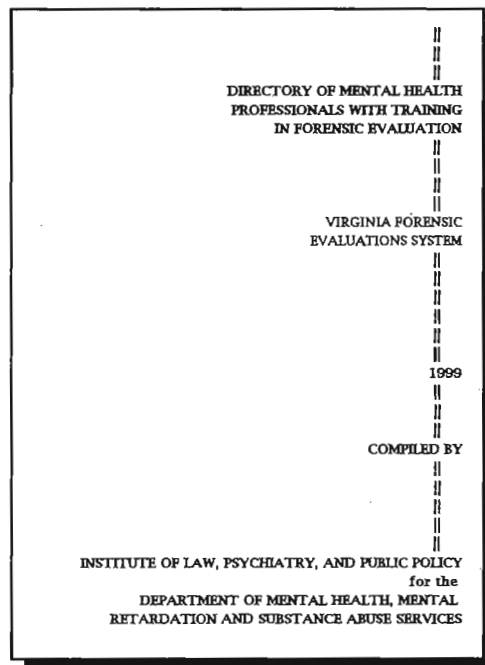 DIRECTORY OF MENTAL HEALTH
PROFESSIONALS WITH TRAINING
IN FORENSIC EVALUATION
VIRGINIA FORENSIC
EVALUATIONS SYSTEM
1999
COMPILED BY
INSTITUTE OF LAW, PSYCHIATRY, AND PUBLIC POLICY
for the
DEPARTMENT OF MENTAL HEALTH, MENTAL
RETARDATION AND SUBSTANCE ABUSE SERVICES